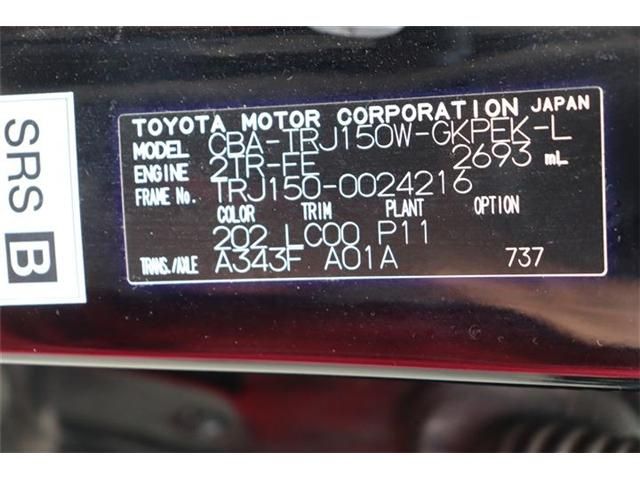 SRS B
TOYOTA MOTOR CORPORATION JAPAN
MODEL CBA-TRJ150W-GKPEK-L
ENGINE 2TR-FE 2693 mL
FRAME No. TRJ150-0024216
COLOR TRIM PLANT OPTION
202 LC00 P11
TRANS./AXLE A343F A01A 737